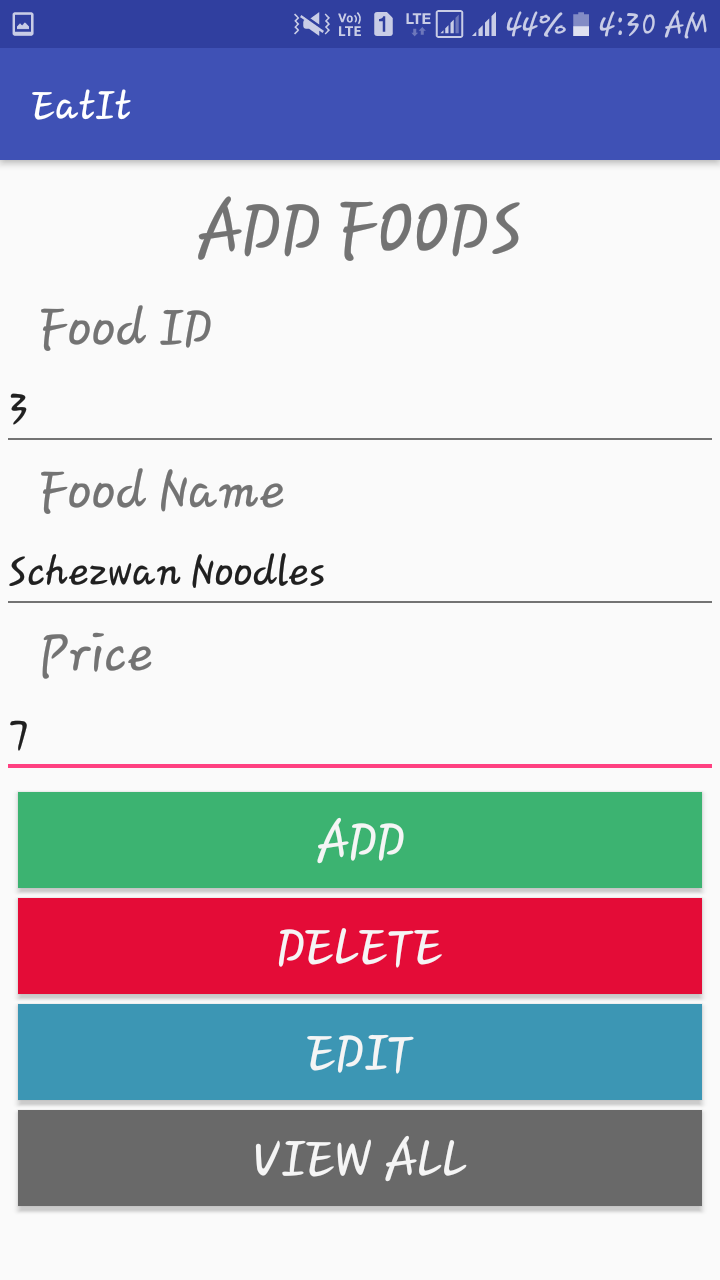 Vo)) LTE 1 LTE 44% 4:30 AM
EatIt
ADD FOODS
Food ID
3
Food Name
Schezwan Noodles
Price
7
ADD
DELETE
EDIT
VIEW ALL